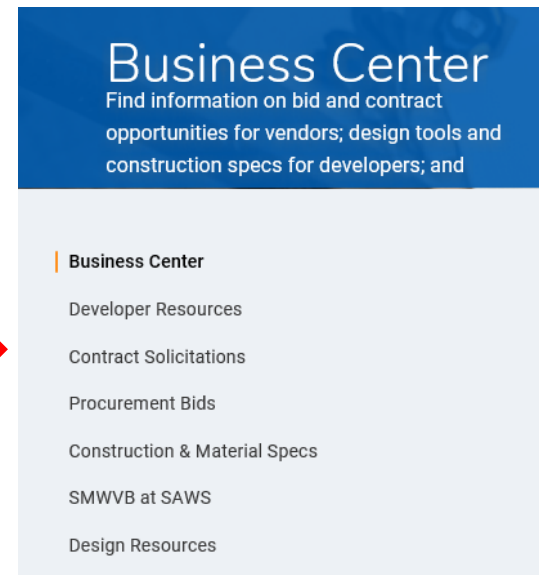 Business Center
Find information on bid and contract
opportunities for vendors; design tools and
construction specs for developers; and
Business Center
Developer Resources
Contract Solicitations
Procurement Bids
Construction & Material Specs
SMWVB at SAWS
Design Resources